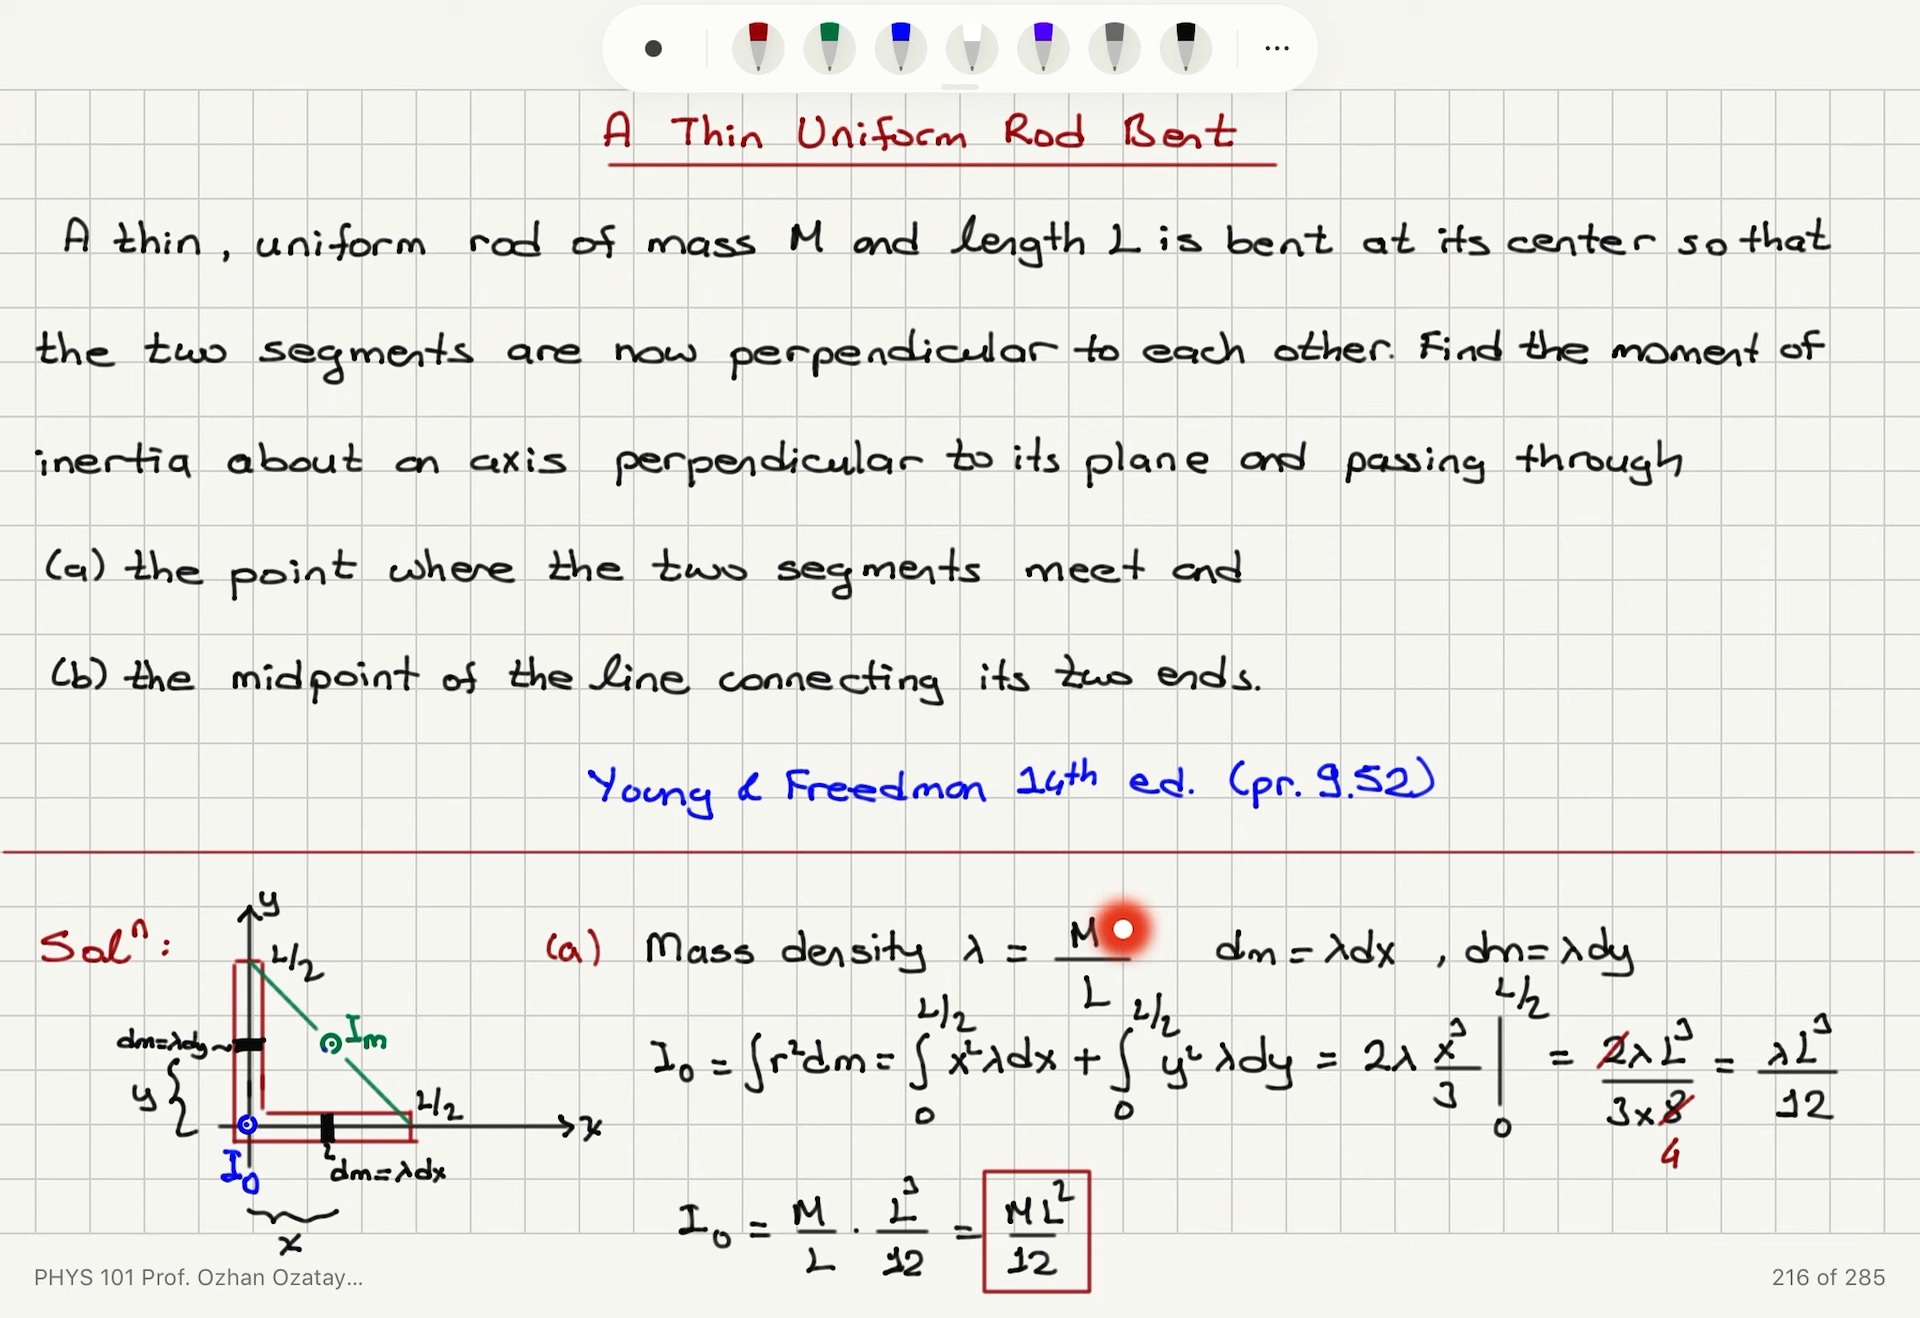 A Thin Uniform Rod Bent
A thin, uniform rod of mass M and length L is bent at its center so that
the two segments are now perpendicular to each other. Find the moment of
inertia about an axis perpendicular to its plane and passing through
(a) the point where the two segments meet and
(b) the midpoint of the line connecting its two ends.
Young & Freedman 14th ed. (pr. 9.52)
Solⁿ:
y
L/2
dm=λdy
Iₘ
y
L/2
x
I₀
dm=λdx
x
(a) Mass density λ = M/L dm=λdx , dm=λdy
I₀ = ∫r²dm = ∫₀^(L/2) x²λdx + ∫₀^(L/2) y²λdy = 2λ x³/3 |₀^(L/2) = 2λL³/(3x8) 4 = λL³/12
I₀ = M/L · L³/12 = ML²/12
PHYS 101 Prof. Ozhan Ozatay...
216 of 285